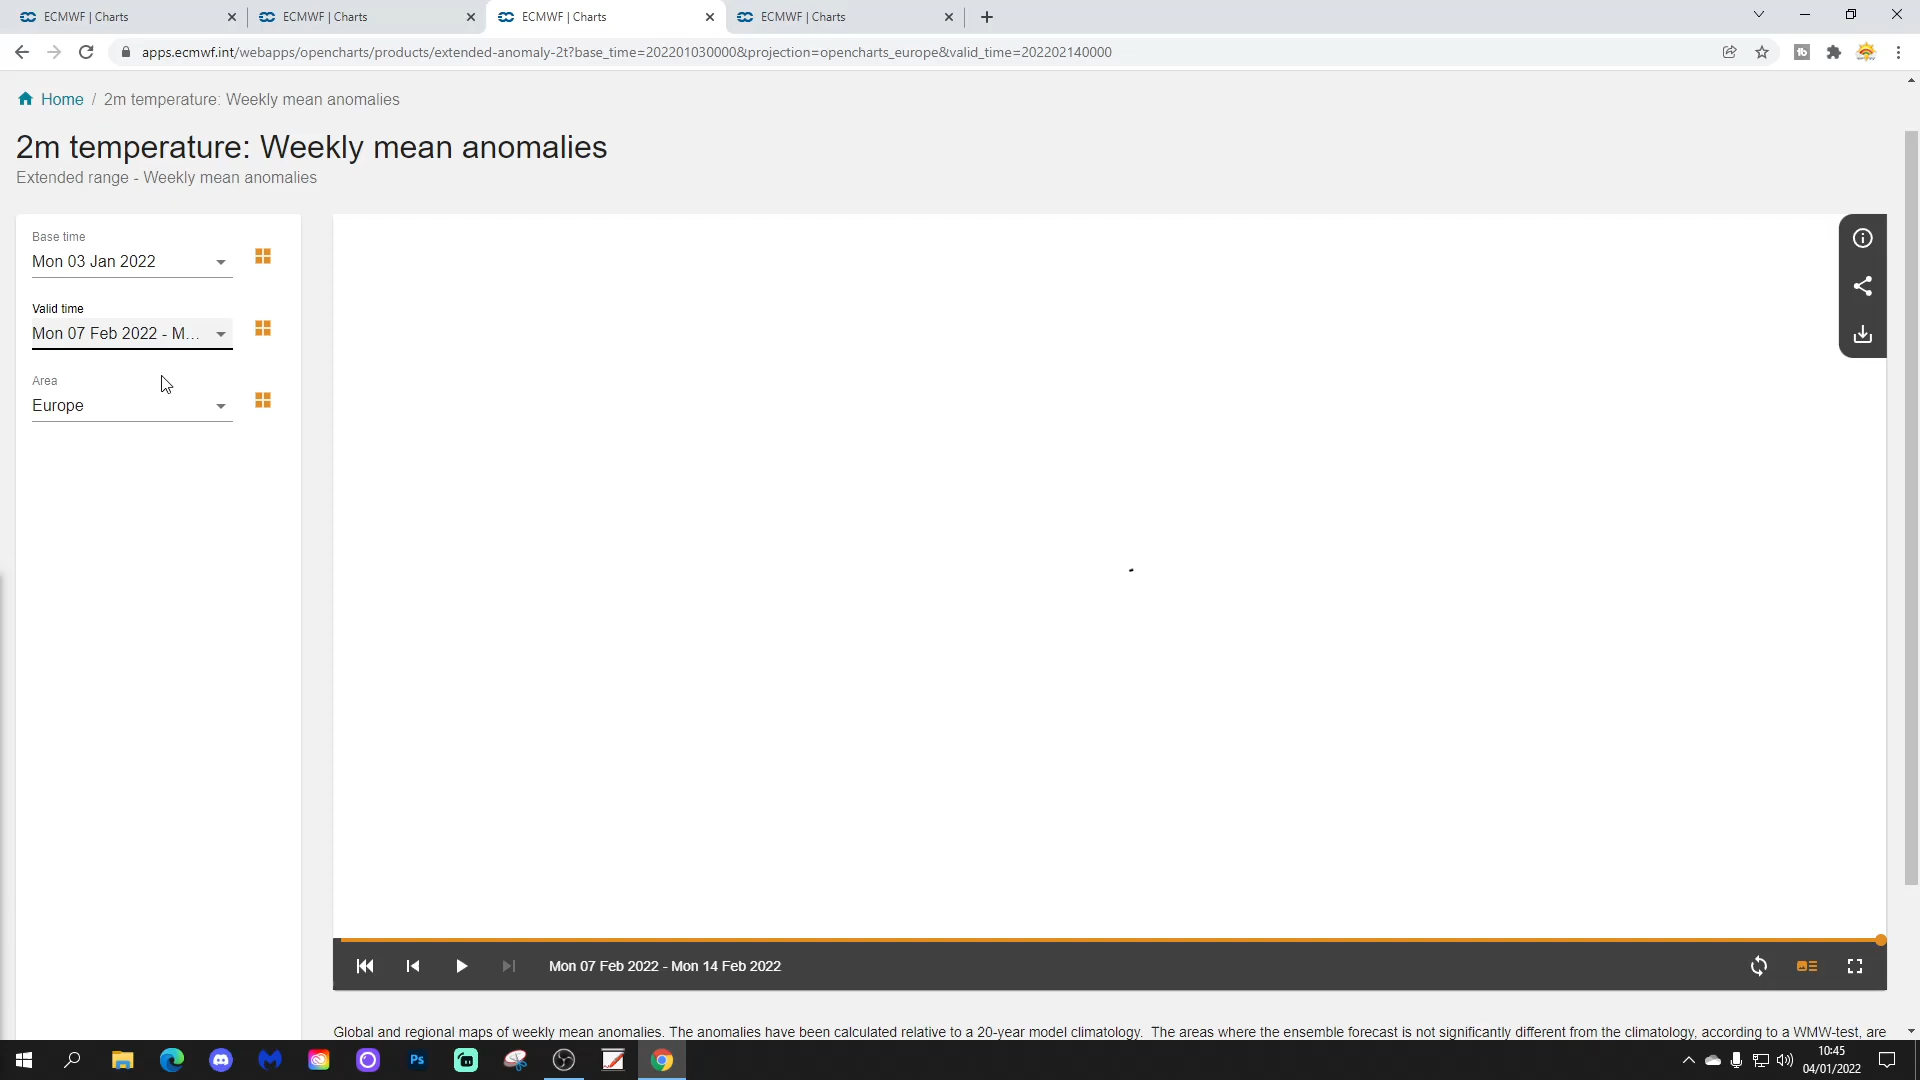 ECMWF | Charts
ECMWF | Charts
ECMWF | Charts
ECMWF | Charts
apps.ecmwf.int/webapps/opencharts/products/extended-anomaly-2t?base_time=202201030000&projection=opencharts_europe&valid_time=202202140000
Home / 2m temperature: Weekly mean anomalies
2m temperature: Weekly mean anomalies
Extended range - Weekly mean anomalies
Base time
Mon 03 Jan 2022
Valid time
Mon 07 Feb 2022 - M...
Area
Europe
Mon 07 Feb 2022 - Mon 14 Feb 2022
Global and regional maps of weekly mean anomalies. The anomalies have been calculated relative to a 20-year model climatology. The areas where the ensemble forecast is not significantly different from the climatology, according to a WMW-test, are
Ps
10:45
04/01/2022